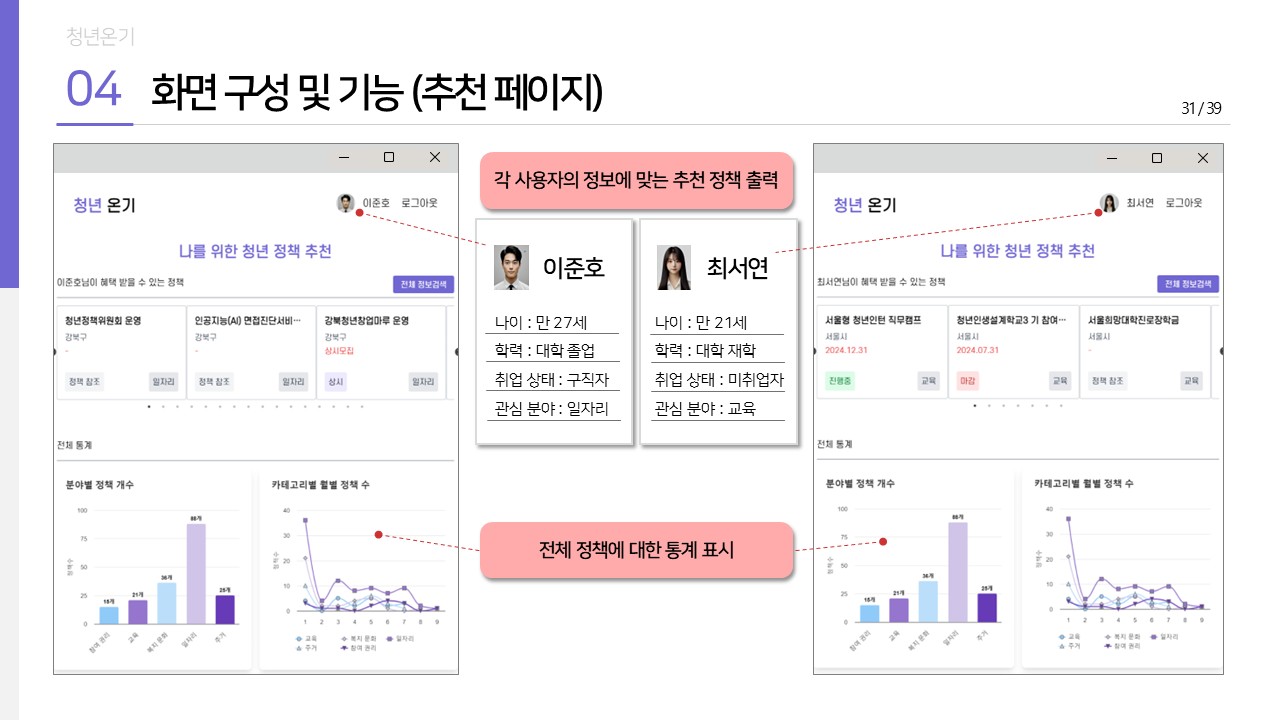 청년온기
04 화면 구성 및 기능 (추천 페이지)
31 / 39
청년 온기
이준호 로그아웃
나를 위한 청년 정책 추천
이준호님이 혜택 받을 수 있는 정책
전체 정보검색
청년정책위원회 운영
강북구
-
정책 참조
일자리
인공지능(AI) 면접진단서비…
강북구
-
정책 참조
일자리
강북청년창업마루 운영
강북구
상시모집
상시
일자리
전체 통계
분야별 정책 개수
정책수
100
75
50
25
0
15개
21개
36개
88개
25개
참여 권리
교육
복지 문화
일자리
주거
카테고리별 월별 정책 수
정책수
40
30
20
10
0
1 2 3 4 5 6 7 8 9
교육 복지 문화 일자리
주거 참여 권리
각 사용자의 정보에 맞는 추천 정책 출력
이준호
나이 : 만 27세
학력 : 대학 졸업
취업 상태 : 구직자
관심 분야 : 일자리
최서연
나이 : 만 21세
학력 : 대학 재학
취업 상태 : 미취업자
관심 분야 : 교육
전체 정책에 대한 통계 표시
청년 온기
최서연 로그아웃
나를 위한 청년 정책 추천
최서연님이 혜택 받을 수 있는 정책
전체 정보검색
서울형 청년인턴 직무캠프
서울시
2024.12.31
진행중
교육
청년인생설계학교3 기 참여…
서울시
2024.07.31
마감
교육
서울희망대학진로장학금
서울시
-
정책 참조
교육
전체 통계
분야별 정책 개수
정책수
100
75
50
25
0
15개
21개
36개
88개
25개
참여 권리
교육
복지 문화
일자리
주거
카테고리별 월별 정책 수
정책수
40
30
20
10
0
1 2 3 4 5 6 7 8 9
교육 복지 문화 일자리
주거 참여 권리